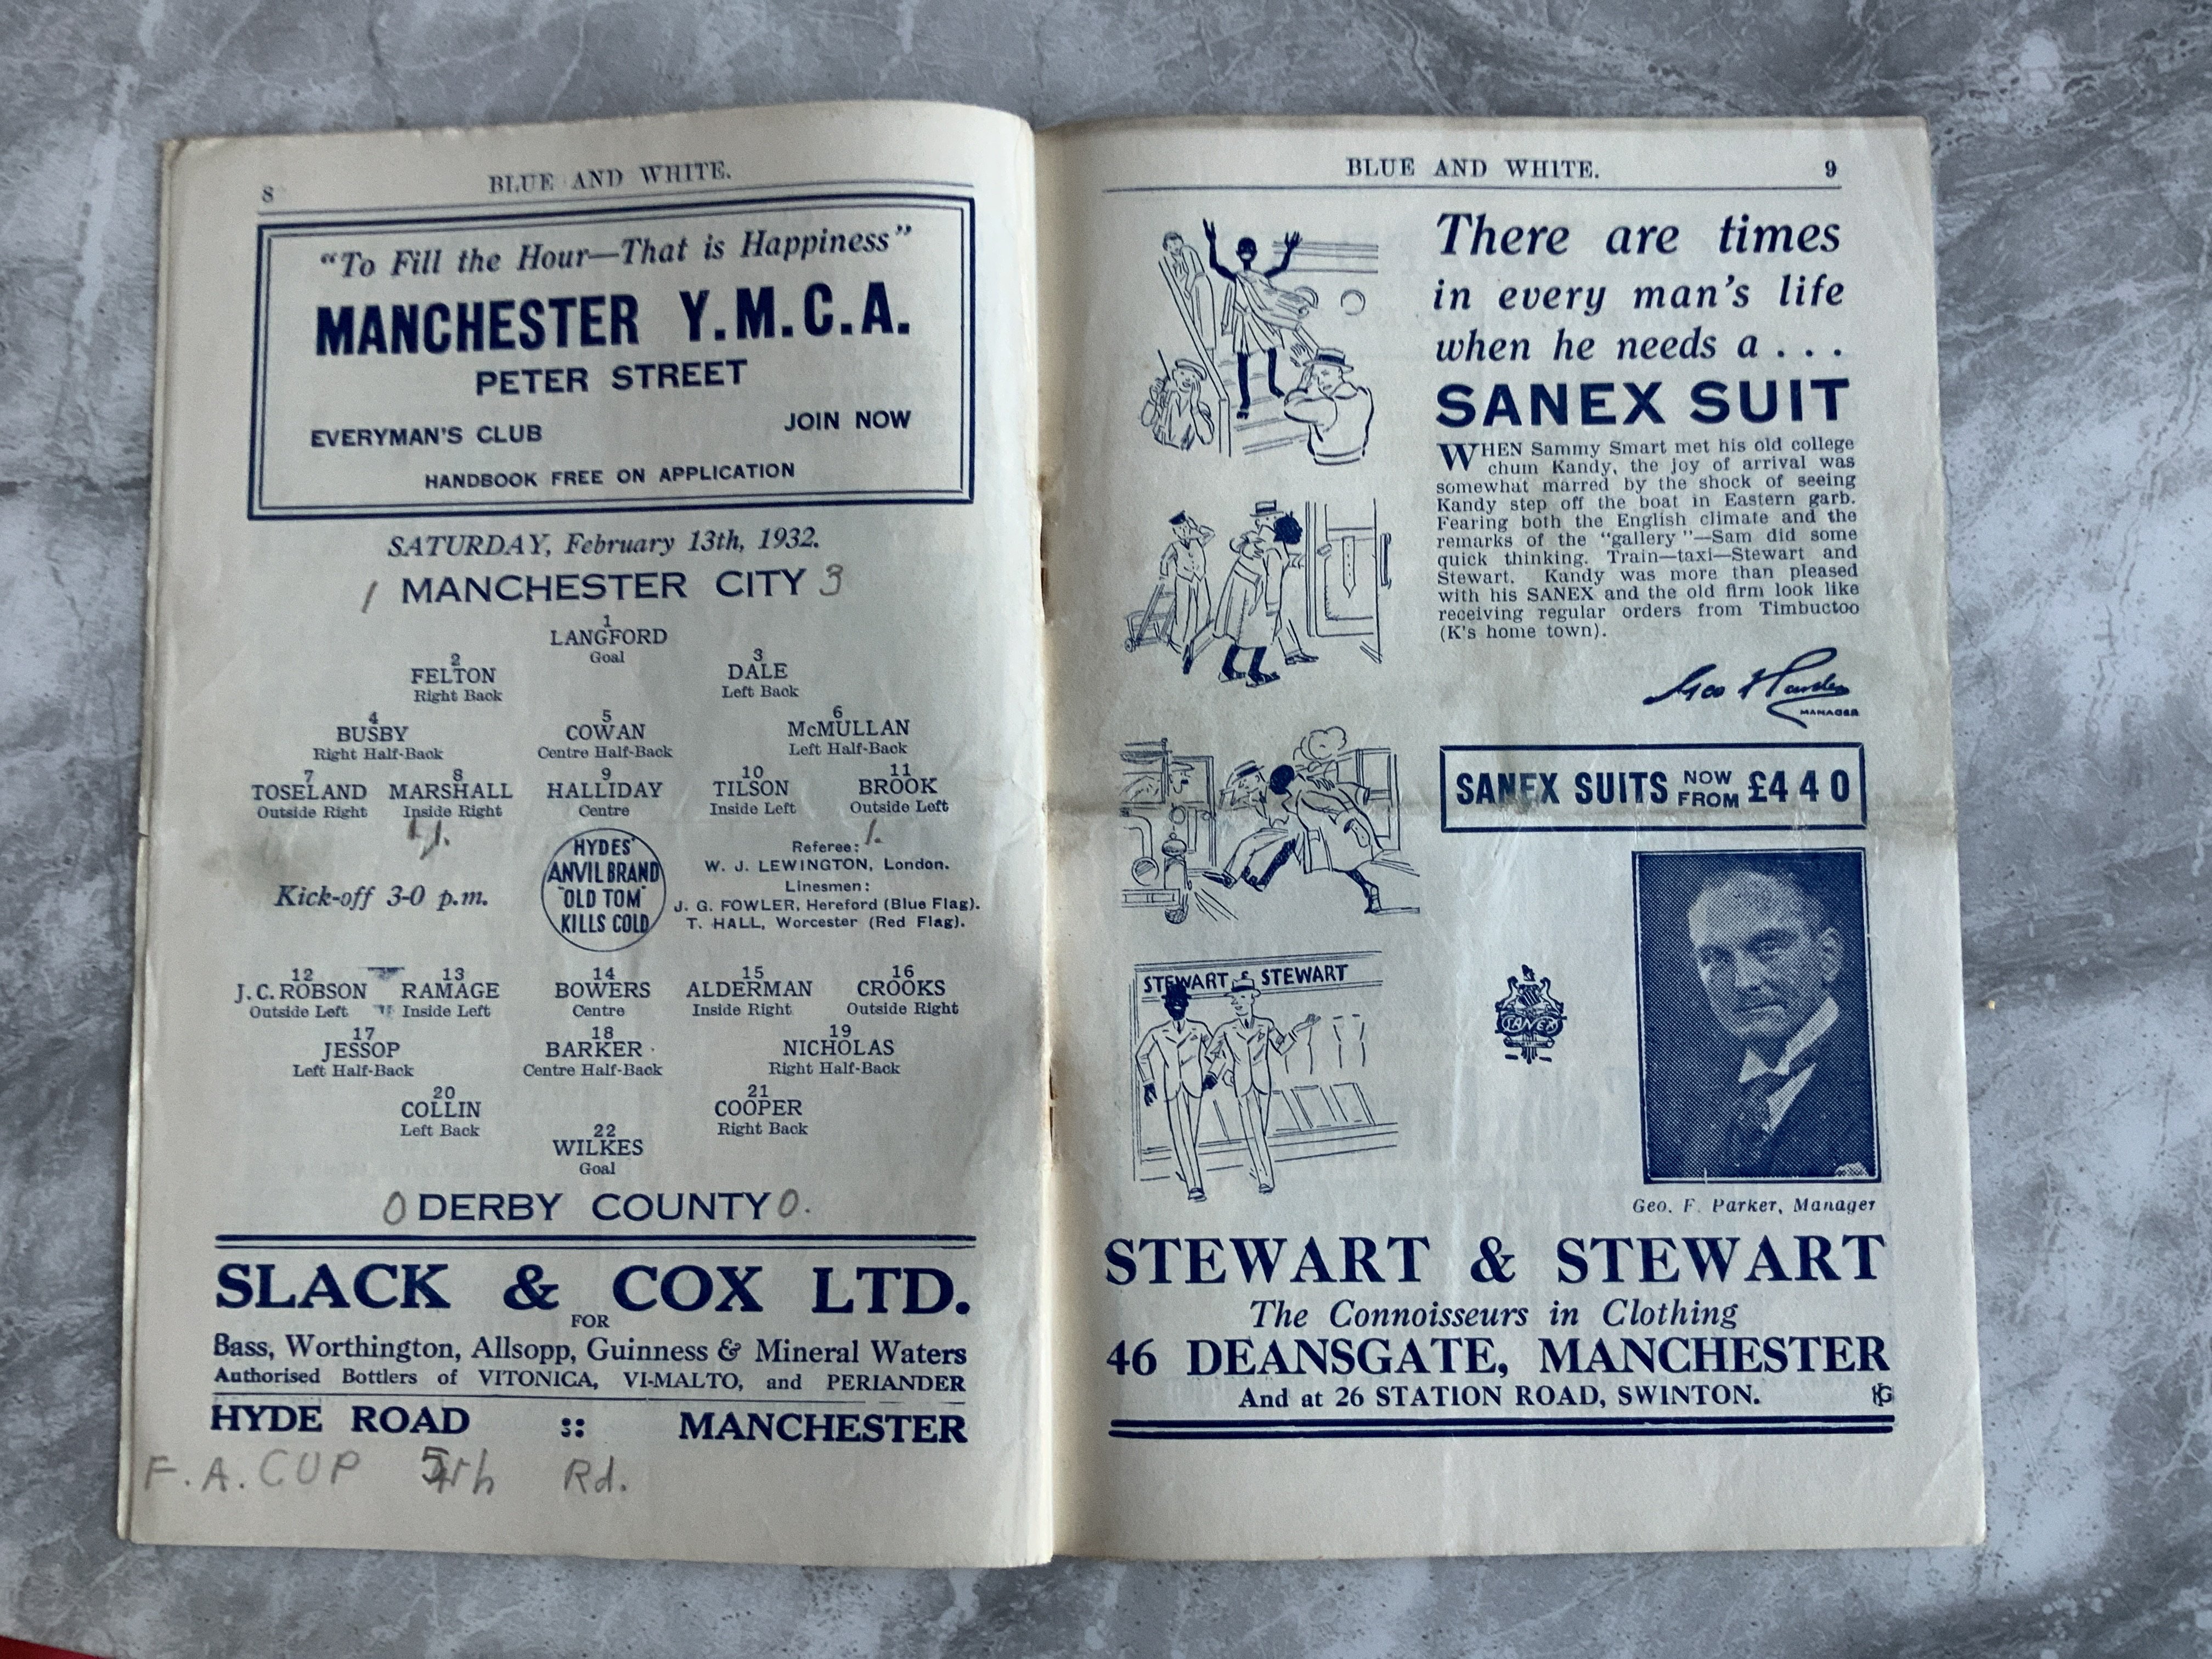 8 BLUE AND WHITE.
"To Fill the Hour—That is Happiness"
MANCHESTER Y.M.C.A.
PETER STREET
EVERYMAN'S CLUB JOIN NOW
HANDBOOK FREE ON APPLICATION
SATURDAY, February 13th, 1932.
1 MANCHESTER CITY 3
1
LANGFORD
Goal
2 3
FELTON DALE
Right Back Left Back
4 5 6
BUSBY COWAN McMULLAN
Right Half-Back Centre Half-Back Left Half-Back
7 8 9 10 11
TOSELAND MARSHALL HALLIDAY TILSON BROOK
Outside Right Inside Right Centre Inside Left Outside Left
1.
Kick-off 3-0 p.m.
HYDES'
ANVIL BRAND
"OLD TOM"
KILLS COLD
Referee:
W. J. LEWINGTON, London.
Linesmen:
J. G. FOWLER, Hereford (Blue Flag).
T. HALL, Worcester (Red Flag).
12 13 14 15 16
J. C. ROBSON RAMAGE BOWERS ALDERMAN CROOKS
Outside Left Inside Left Centre Inside Right Outside Right
17 18 19
JESSOP BARKER NICHOLAS
Left Half-Back Centre Half-Back Right Half-Back
20 21
COLLIN COOPER
Left Back Right Back
22
WILKES
Goal
0 DERBY COUNTY 0.
SLACK & COX LTD.
FOR
Bass, Worthington, Allsopp, Guinness & Mineral Waters
Authorised Bottlers of VITONICA, VI-MALTO, and PERIANDER
HYDE ROAD :: MANCHESTER
F.A. CUP 5th Rd.
BLUE AND WHITE. 9
There are times
in every man's life
when he needs a . . .
SANEX SUIT
WHEN Sammy Smart met his old college
chum Kandy, the joy of arrival was
somewhat marred by the shock of seeing
Kandy step off the boat in Eastern garb.
Fearing both the English climate and the
remarks of the "gallery"—Sam did some
quick thinking. Train—taxi—Stewart and
Stewart. Kandy was more than pleased
with his SANEX and the old firm look like
receiving regular orders from Timbuctoo
(K's home town).
MANAGER
SANEX SUITS NOW FROM £4 4 0
STEWART & STEWART
SANEX
Geo. F. Parker, Manager
STEWART & STEWART
The Connoisseurs in Clothing
46 DEANSGATE, MANCHESTER
And at 26 STATION ROAD, SWINTON.